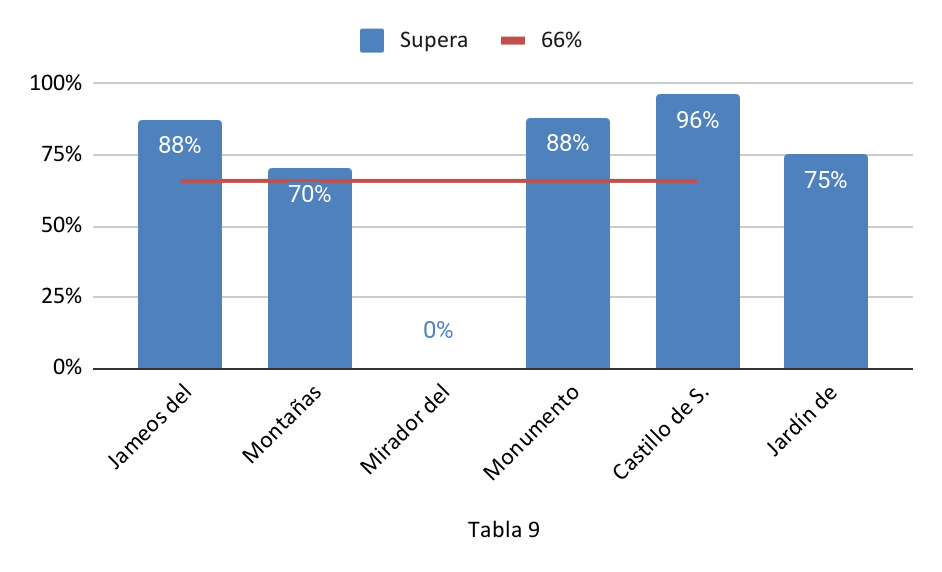 Supera 66%
100%
75%
50%
25%
0%
88%
70%
0%
88%
96%
75%
Jameos del
Montañas
Mirador del
Monumento
Castillo de S.
Jardín de
Tabla 9